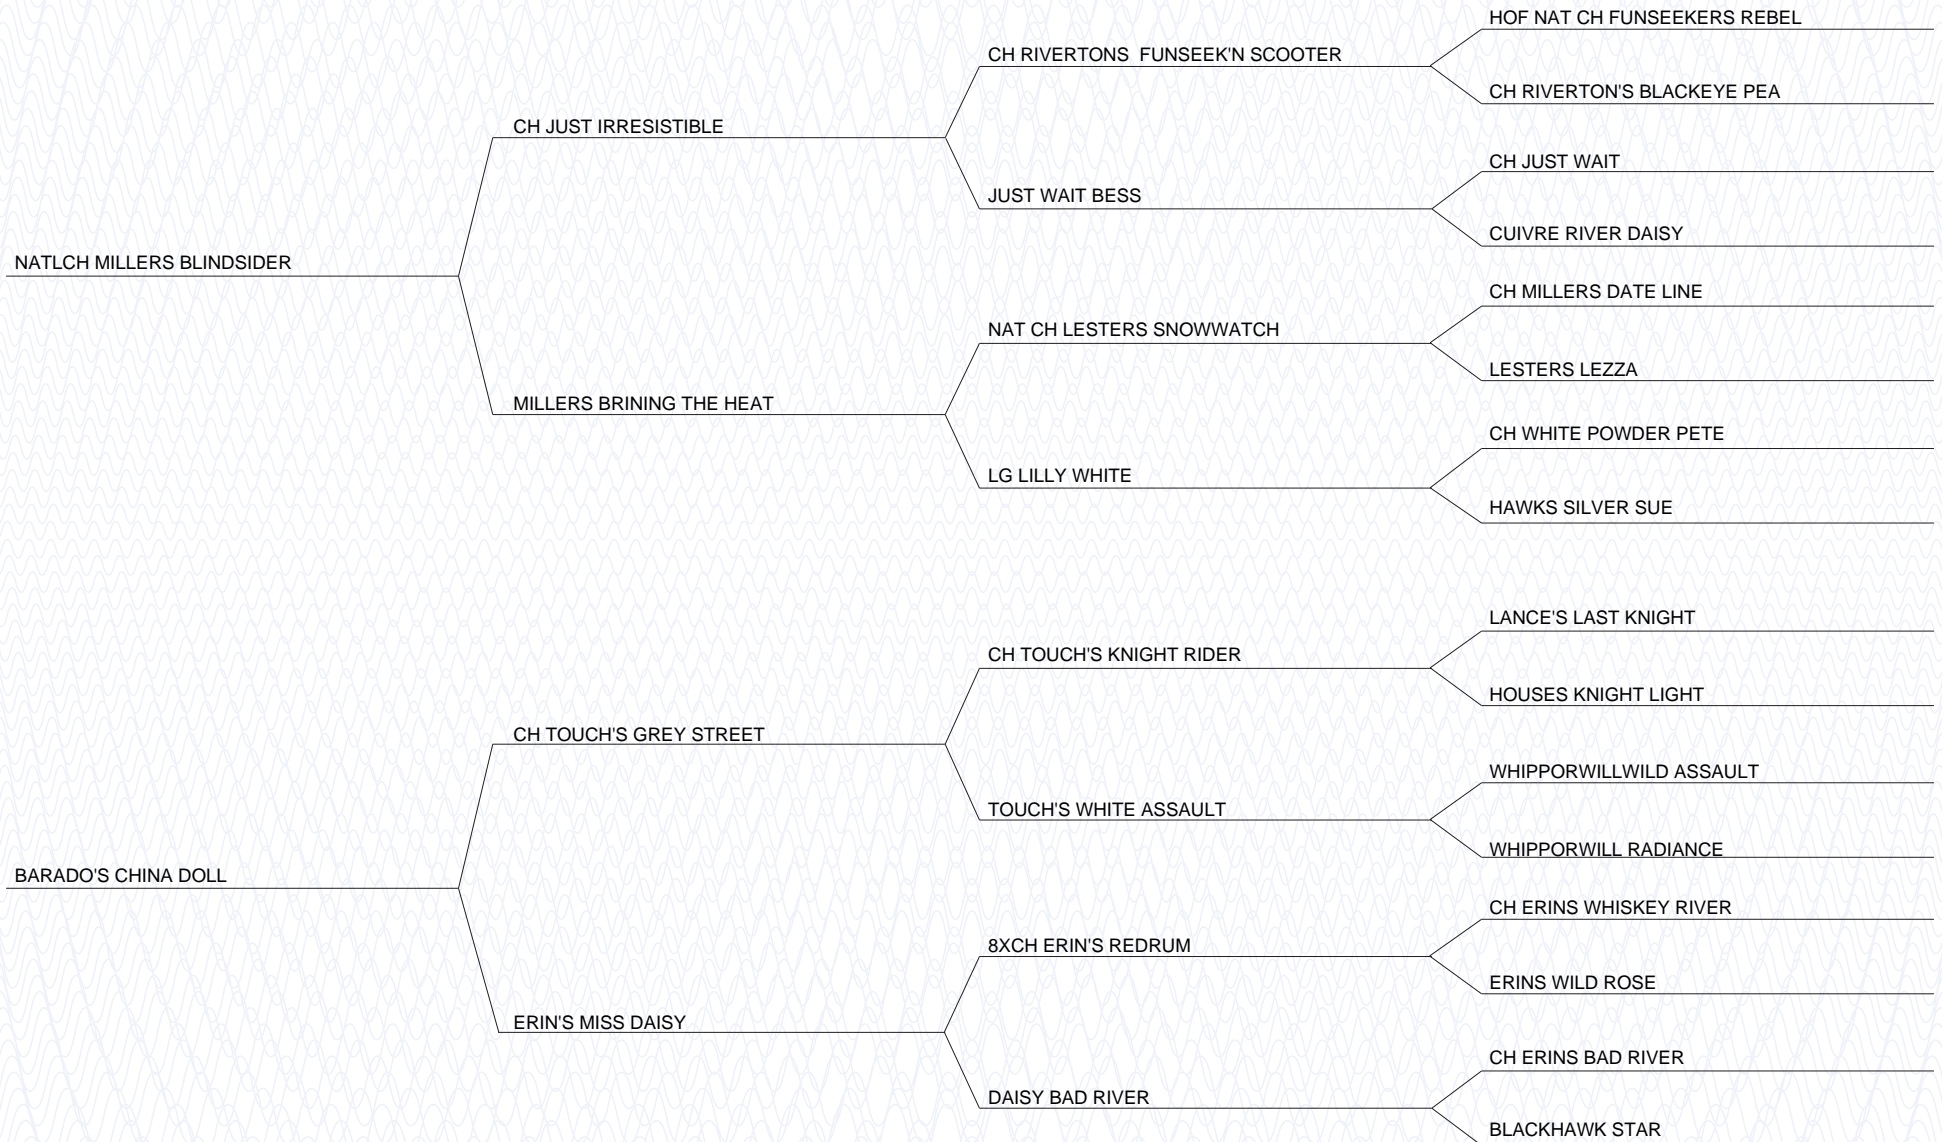 HOF NAT CH FUNSEEKERS REBEL
CH RIVERTONS  FUNSEEK'N SCOOTER
CH RIVERTON'S BLACKEYE PEA
CH JUST IRRESISTIBLE
CH JUST WAIT
JUST WAIT BESS
CUIVRE RIVER DAISY
NATLCH MILLERS BLINDSIDER
CH MILLERS DATE LINE
NAT CH LESTERS SNOWWATCH
LESTERS LEZZA
MILLERS BRINING THE HEAT
CH WHITE POWDER PETE
LG LILLY WHITE
HAWKS SILVER SUE
LANCE'S LAST KNIGHT
CH TOUCH'S KNIGHT RIDER
HOUSES KNIGHT LIGHT
CH TOUCH'S GREY STREET
WHIPPORWILLWILD ASSAULT
TOUCH'S WHITE ASSAULT
WHIPPORWILL RADIANCE
BARADO'S CHINA DOLL
CH ERINS WHISKEY RIVER
8XCH ERIN'S REDRUM
ERINS WILD ROSE
ERIN'S MISS DAISY
CH ERINS BAD RIVER
DAISY BAD RIVER
BLACKHAWK STAR